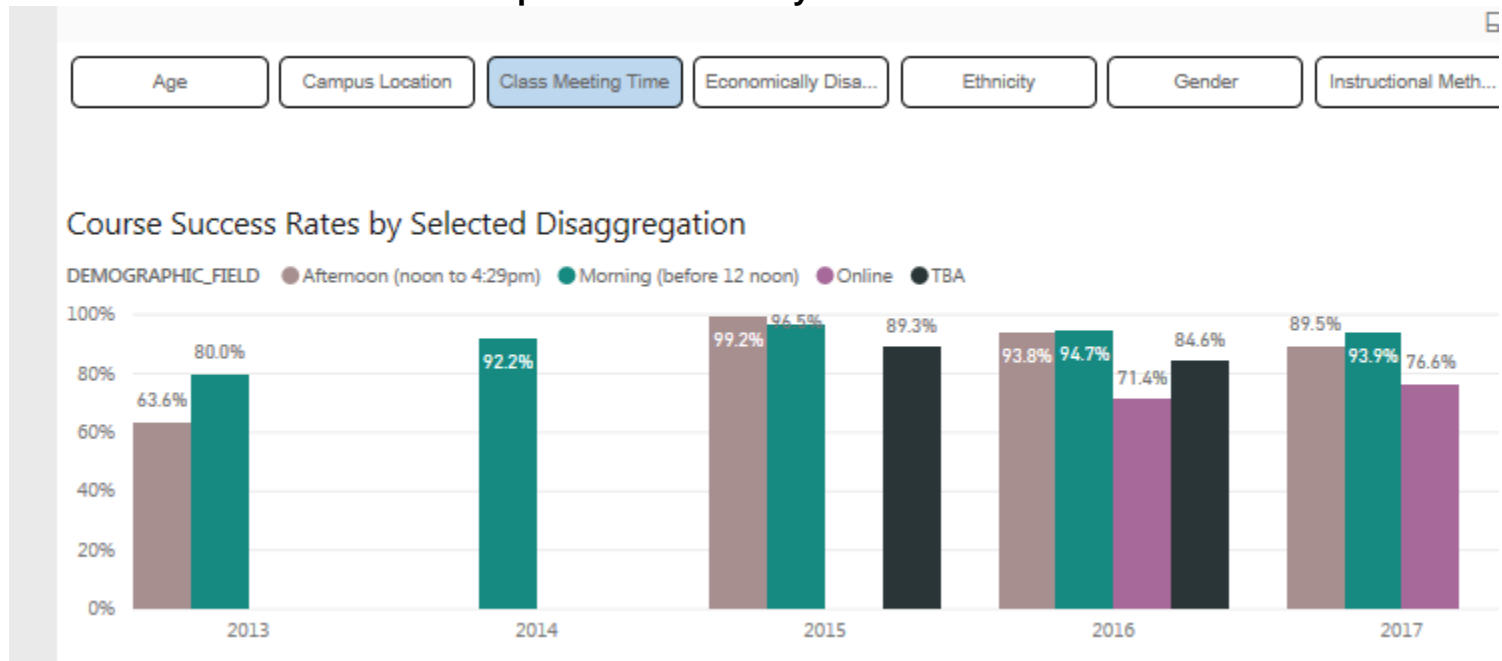 Age Campus Location Class Meeting Time Economically Disa... Ethnicity Gender Instructional Meth...
Course Success Rates by Selected Disaggregation
DEMOGRAPHIC_FIELD Afternoon (noon to 4:29pm) Morning (before 12 noon) Online TBA
100%
80%
60%
40%
20%
0%
63.6% 80.0%
92.2%
99.2% 96.5% 89.3%
93.8% 94.7% 71.4% 84.6%
89.5% 93.9% 76.6%
2013 2014 2015 2016 2017